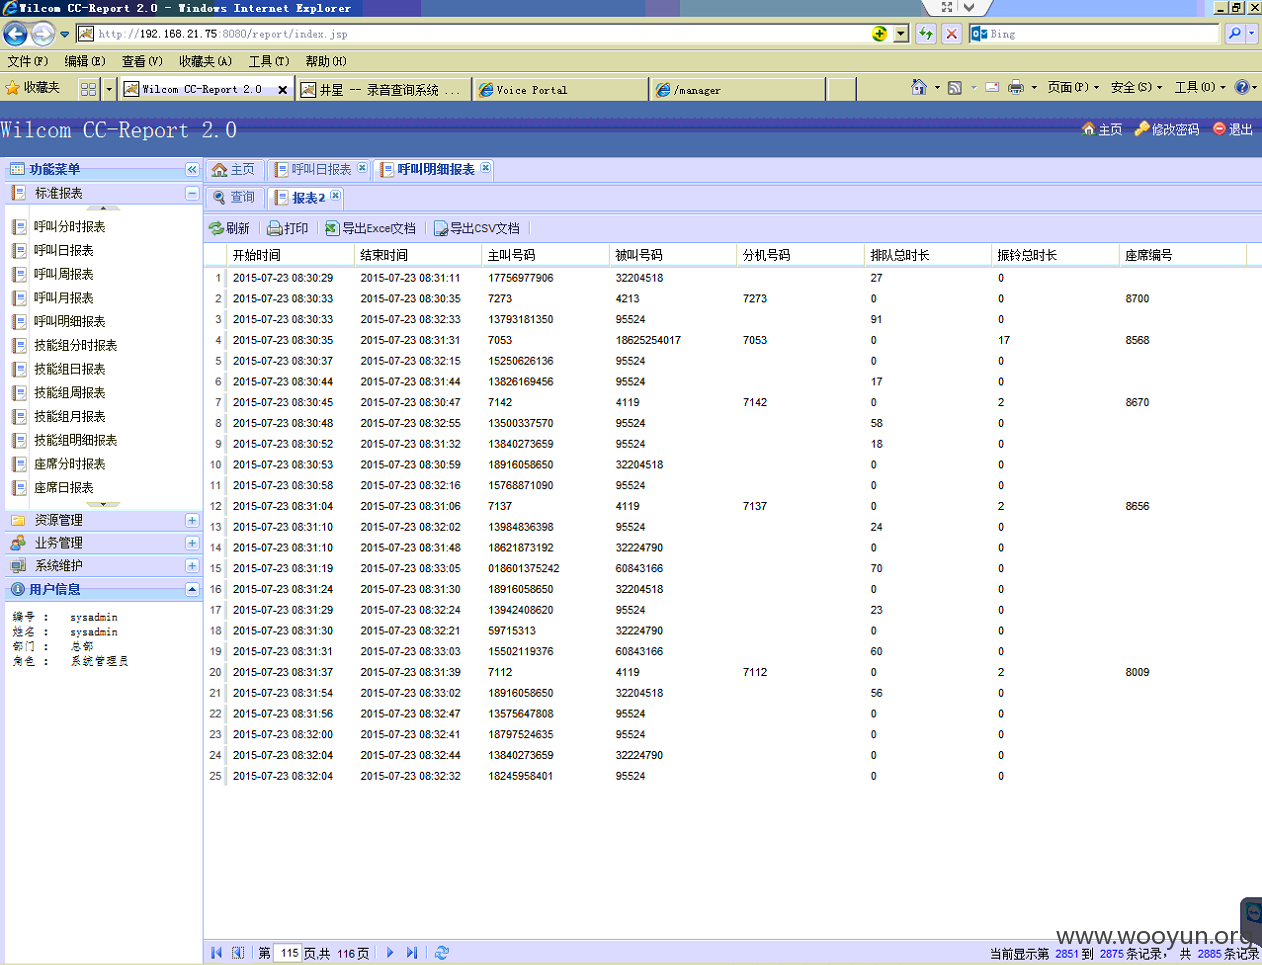 Wilcom CC-Report 2.0 - Windows Internet Explorer
http://192.168.21.75:8080/report/index.jsp
Bing
文件(F) 编辑(E) 查看(V) 收藏夹(A) 工具(T) 帮助(H)
收藏夹 Wilcom CC-Report 2.0 井星 -- 录音查询系统 ... Voice Portal /manager 页面(P) 安全(S) 工具(O)
Wilcom CC-Report 2.0 主页 修改密码 退出
功能菜单
标准报表
呼叫分时报表
呼叫日报表
呼叫周报表
呼叫月报表
呼叫明细报表
技能组分时报表
技能组日报表
技能组周报表
技能组月报表
技能组明细报表
座席分时报表
座席日报表
资源管理
业务管理
系统维护
用户信息
编号 : sysadmin
姓名 : sysadmin
部门 : 总部
角色 : 系统管理员
主页 呼叫日报表 呼叫明细报表
查询 报表2
刷新 打印 导出Excel文档 导出CSV文档
开始时间 结束时间 主叫号码 被叫号码 分机号码 排队总时长 振铃总时长 座席编号
1 2015-07-23 08:30:29 2015-07-23 08:31:11 17756977906 32204518 27 0
2 2015-07-23 08:30:33 2015-07-23 08:30:35 7273 4213 7273 0 0 8700
3 2015-07-23 08:30:33 2015-07-23 08:32:33 13793181350 95524 91 0
4 2015-07-23 08:30:35 2015-07-23 08:31:31 7053 18625254017 7053 0 17 8568
5 2015-07-23 08:30:37 2015-07-23 08:32:15 15250626136 95524 0 0
6 2015-07-23 08:30:44 2015-07-23 08:31:44 13826169456 95524 17 0
7 2015-07-23 08:30:45 2015-07-23 08:30:47 7142 4119 7142 0 2 8670
8 2015-07-23 08:30:48 2015-07-23 08:32:55 13500337570 95524 58 0
9 2015-07-23 08:30:52 2015-07-23 08:31:32 13840273659 95524 18 0
10 2015-07-23 08:30:53 2015-07-23 08:30:59 18916058650 32204518 0 0
11 2015-07-23 08:30:58 2015-07-23 08:32:16 15768871090 95524 0 0
12 2015-07-23 08:31:04 2015-07-23 08:31:06 7137 4119 7137 0 2 8656
13 2015-07-23 08:31:10 2015-07-23 08:32:02 13984836398 95524 24 0
14 2015-07-23 08:31:10 2015-07-23 08:31:48 18621873192 32224790 0 0
15 2015-07-23 08:31:19 2015-07-23 08:33:05 018601375242 60843166 70 0
16 2015-07-23 08:31:24 2015-07-23 08:31:30 18916058650 32204518 0 0
17 2015-07-23 08:31:29 2015-07-23 08:32:24 13942408620 95524 23 0
18 2015-07-23 08:31:30 2015-07-23 08:32:21 59715313 32224790 0 0
19 2015-07-23 08:31:31 2015-07-23 08:33:03 15502119376 60843166 60 0
20 2015-07-23 08:31:37 2015-07-23 08:31:39 7112 4119 7112 0 2 8009
21 2015-07-23 08:31:54 2015-07-23 08:33:02 18916058650 32204518 56 0
22 2015-07-23 08:31:56 2015-07-23 08:32:47 13575647808 95524 0 0
23 2015-07-23 08:32:00 2015-07-23 08:32:41 18797524635 95524 0 0
24 2015-07-23 08:32:04 2015-07-23 08:32:44 13840273659 32224790 0 0
25 2015-07-23 08:32:04 2015-07-23 08:32:32 18245958401 95524 0 0
www.wooyun.org
第 115 页,共 116 页 当前显示第 2851 到 2875 条记录, 共 2885 条记录